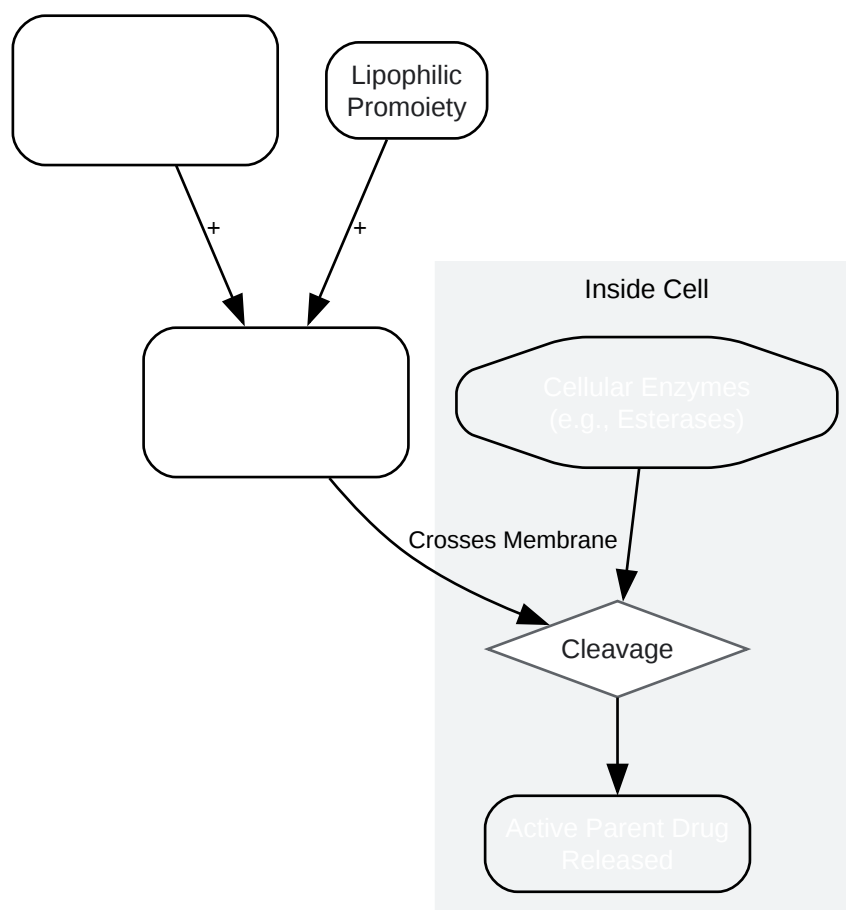 Lipophilic
Promoiety
+
+
Inside Cell
Cellular Enzymes
(e.g., Esterases)
Crosses Membrane
Cleavage
Active Parent Drug
Released